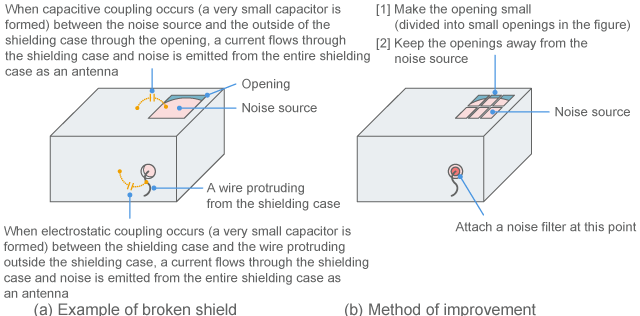 When capacitive coupling occurs (a very small capacitor is
formed) between the noise source and the outside of the
shielding case through the opening, a current flows through
the shielding case and noise is emitted from the entire shielding
case as an antenna
Opening
Noise source
A wire protruding
from the shielding case
When electrostatic coupling occurs (a very small capacitor is
formed) between the shielding case and the wire protruding
outside the shielding case, a current flows through the shielding
case and noise is emitted from the entire shielding case as
an antenna
(a) Example of broken shield
[1] Make the opening small
(divided into small openings in the figure)
[2] Keep the openings away from the
noise source
Noise source
Attach a noise filter at this point
(b) Method of improvement